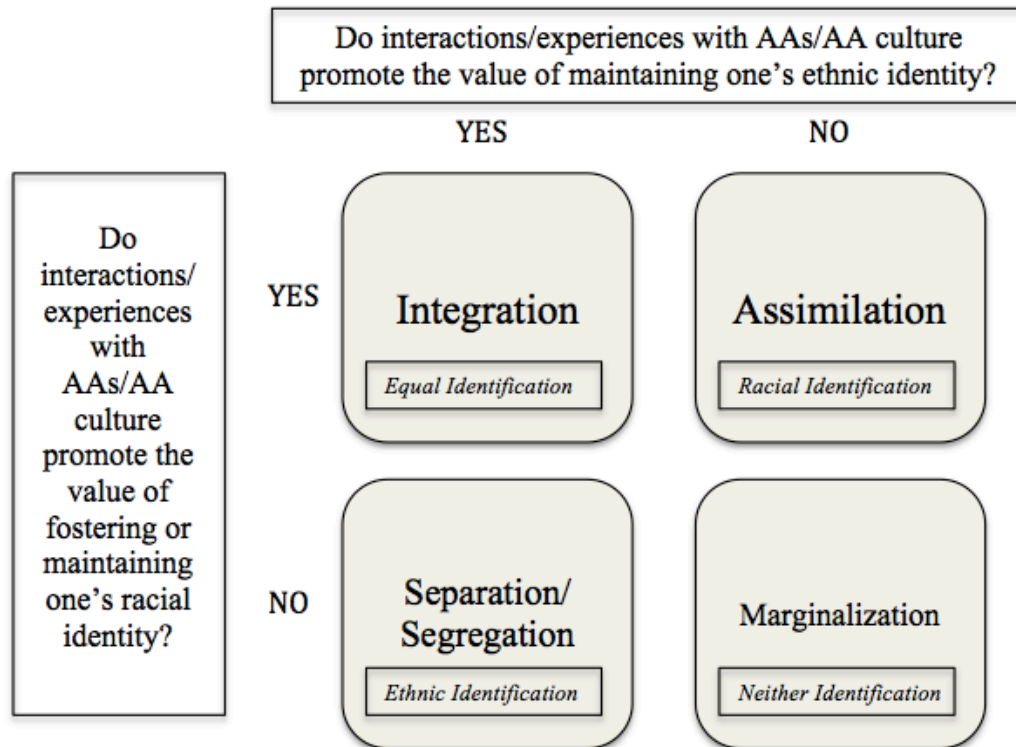 Do interactions/experiences with AAs/AA culture
promote the value of maintaining one's ethnic identity?
YES
NO
Do
interactions/
experiences
with
AAs/AA
culture
promote the
value of
fostering or
maintaining
one's racial
identity?
YES
Integration
Equal Identification
Assimilation
Racial Identification
NO
Separation/
Segregation
Ethnic Identification
Marginalization
Neither Identification